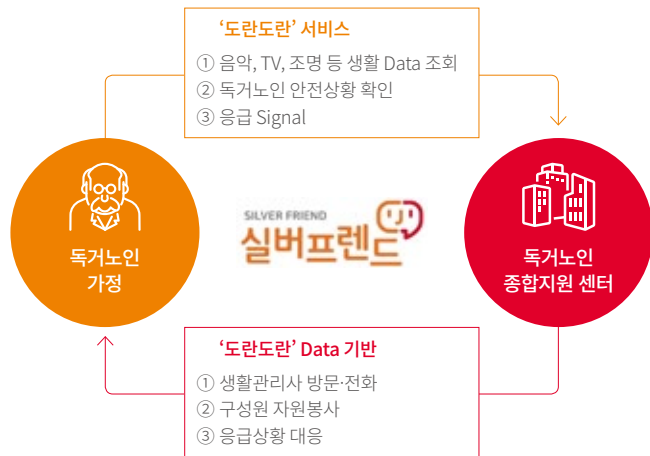 ‘도란도란’ 서비스
① 음악, TV, 조명 등 생활 Data 조회
② 독거노인 안전상황 확인
③ 응급 Signal
독거노인
가정
SILVER FRIEND
실버프렌드
독거노인
종합지원 센터
‘도란도란’ Data 기반
① 생활관리사 방문·전화
② 구성원 자원봉사
③ 응급상황 대응